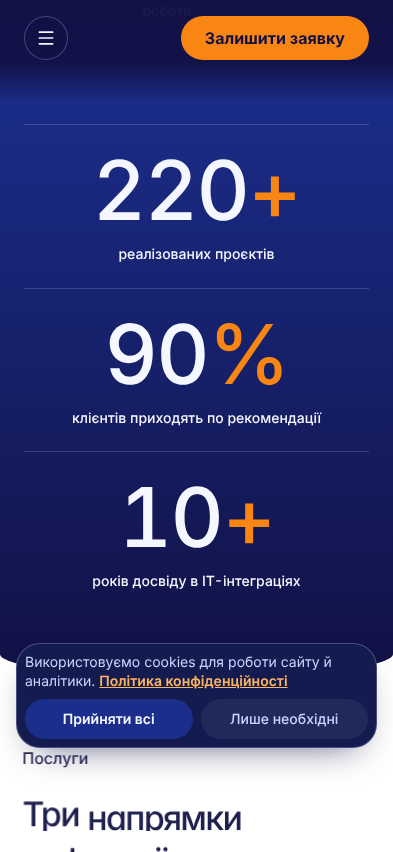 роботи
Залишити заявку
220+
реалізованих проєктів
90%
клієнтів приходять по рекомендації
10+
років досвіду в IT-інтеграціях
Використовуємо cookies для роботи сайту й
аналітики. Політика конфіденційності
Прийняти всі
Лише необхідні
Послуги
Три напрямки